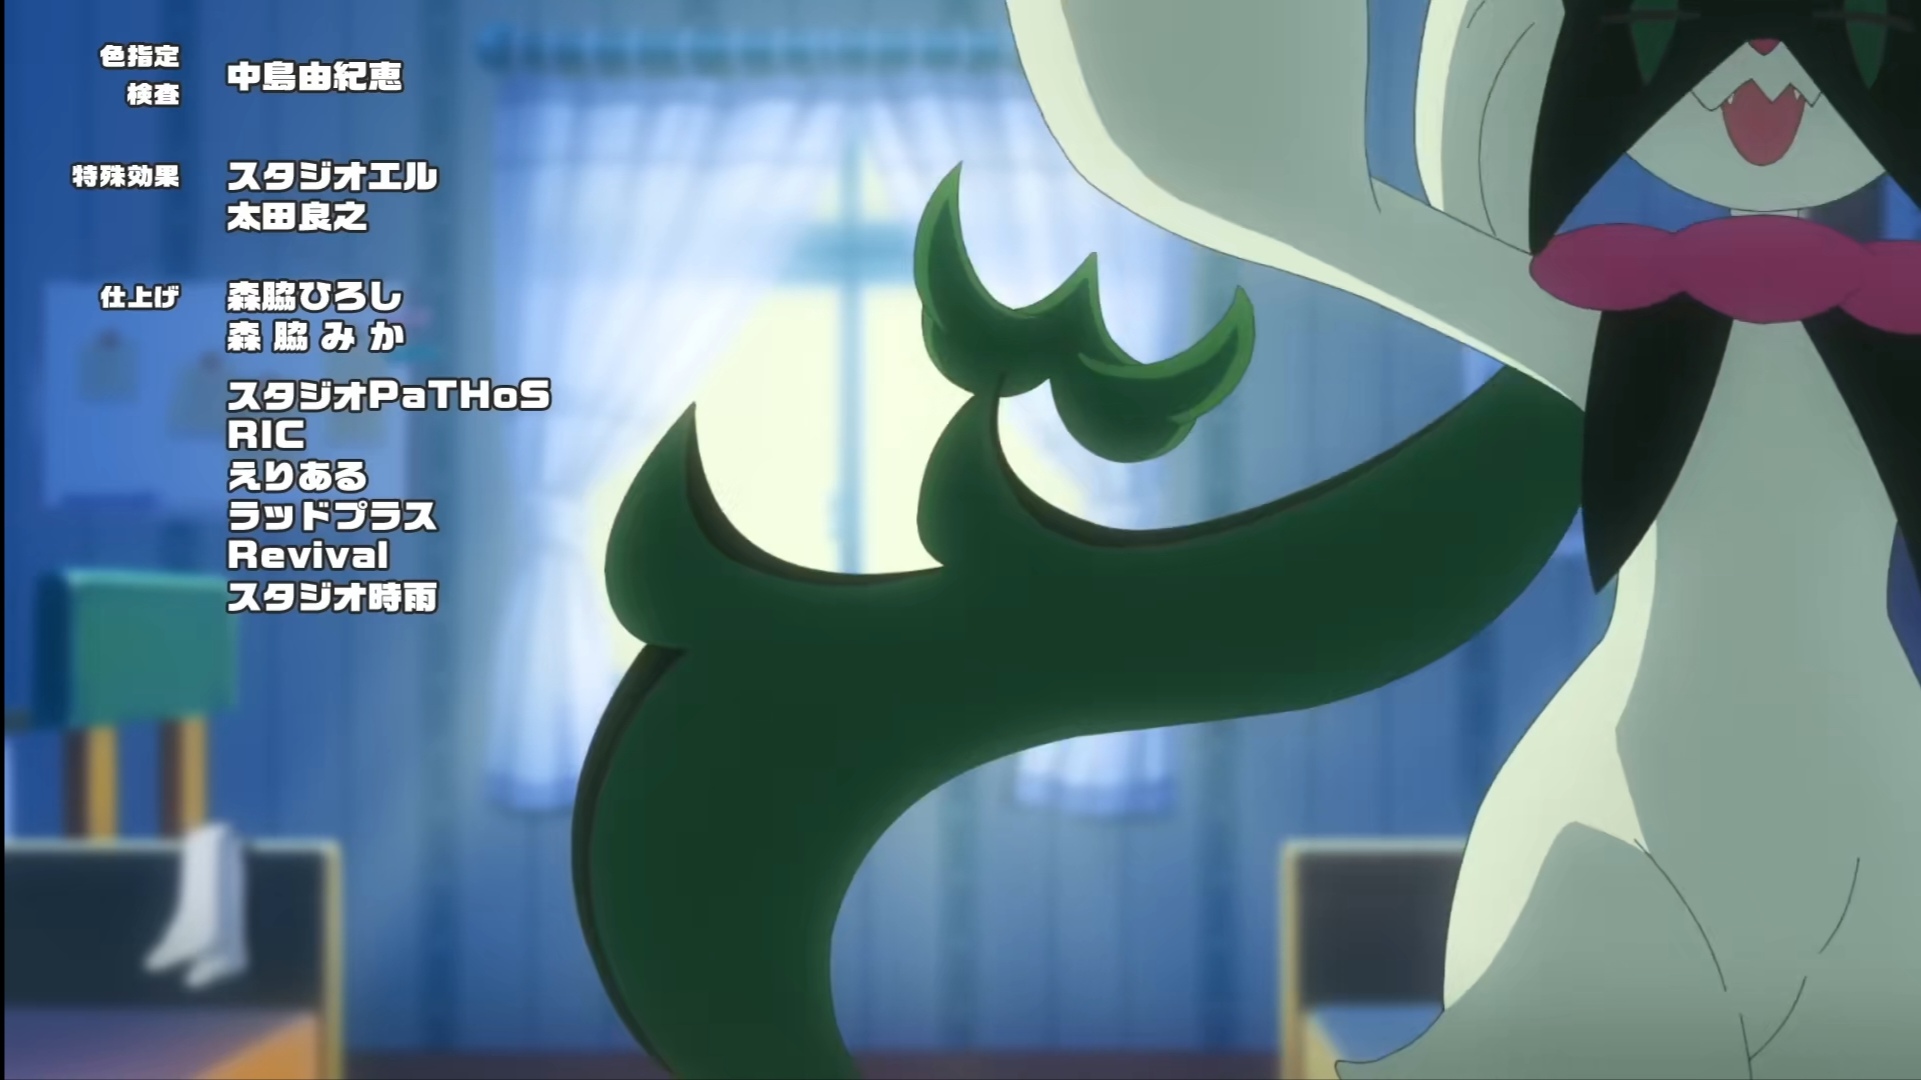 色指定
検査
中島由紀恵
特殊効果
スタジオエル
太田良之
仕上げ
森脇ひろし
森脇みか
スタジオPaTHoS
RIC
えりある
ラッドプラス
Revival
スタジオ時雨